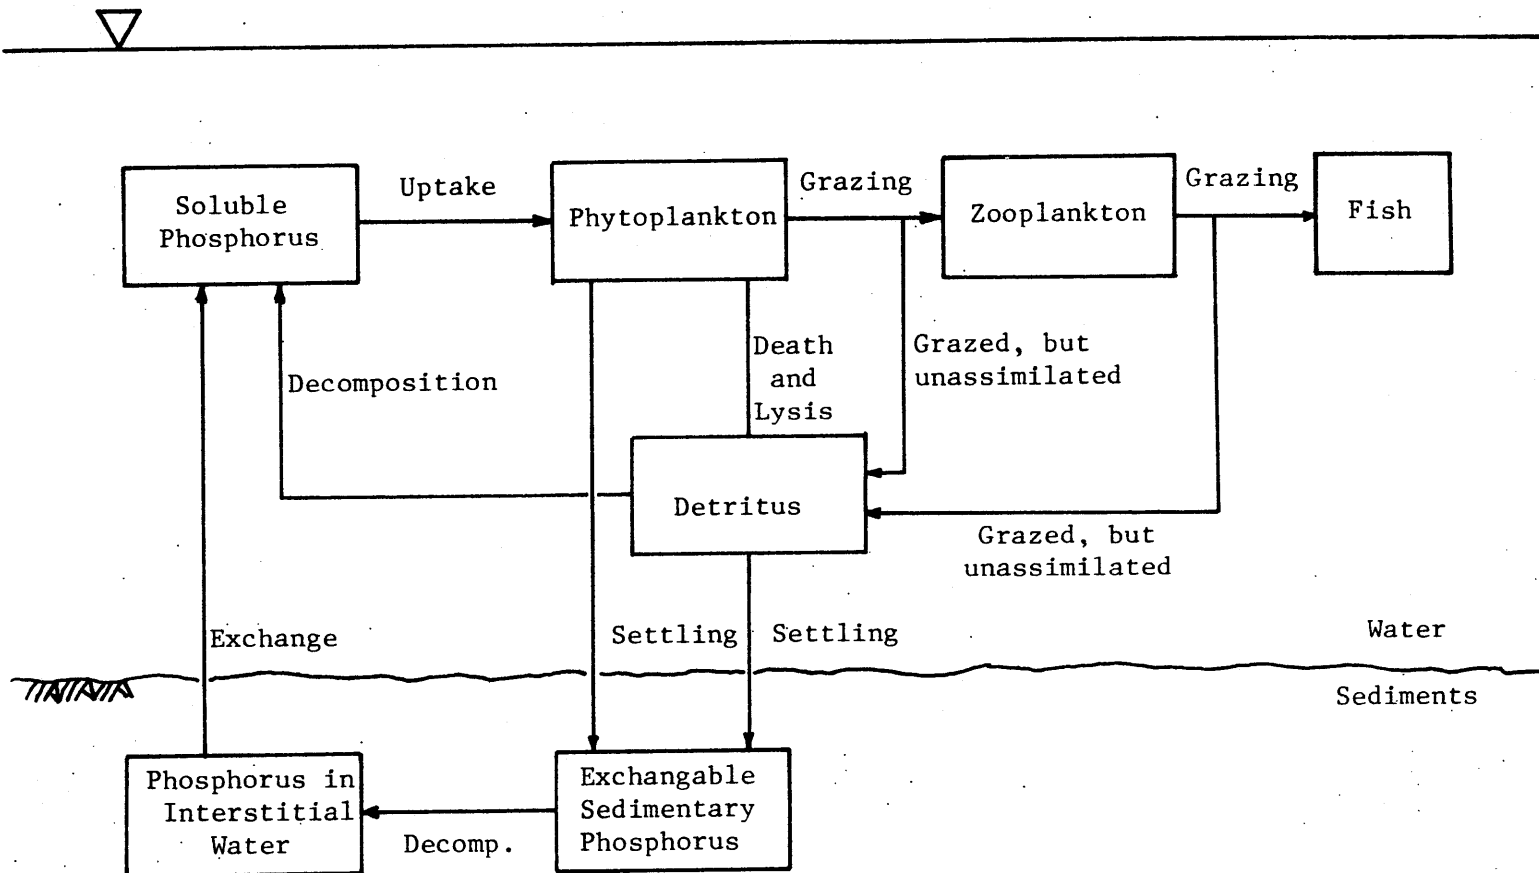 Uptake
Grazing
Grazing
Soluble
Phosphorus
Phytoplankton
Zooplankton
Fish
Decomposition
Death
and
Lysis
Grazed, but
unassimilated
Detritus
Grazed, but
unassimilated
Exchange
Settling
Settling
Water
Sediments
Phosphorus in
Interstitial
Water
Decomp.
Exchangable
Sedimentary
Phosphorus